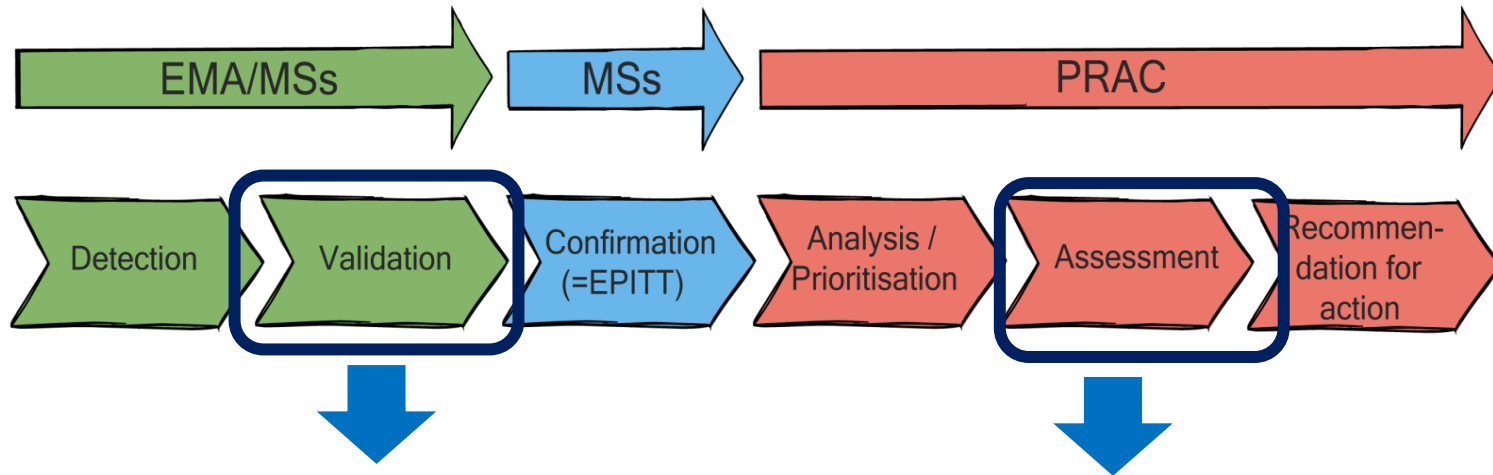 EMA/MSs
MSs
PRAC
Detection
Validation
Confirmation
(=EPITT)
Analysis /
Prioritisation
Assessment
Recommen-
dation for
action